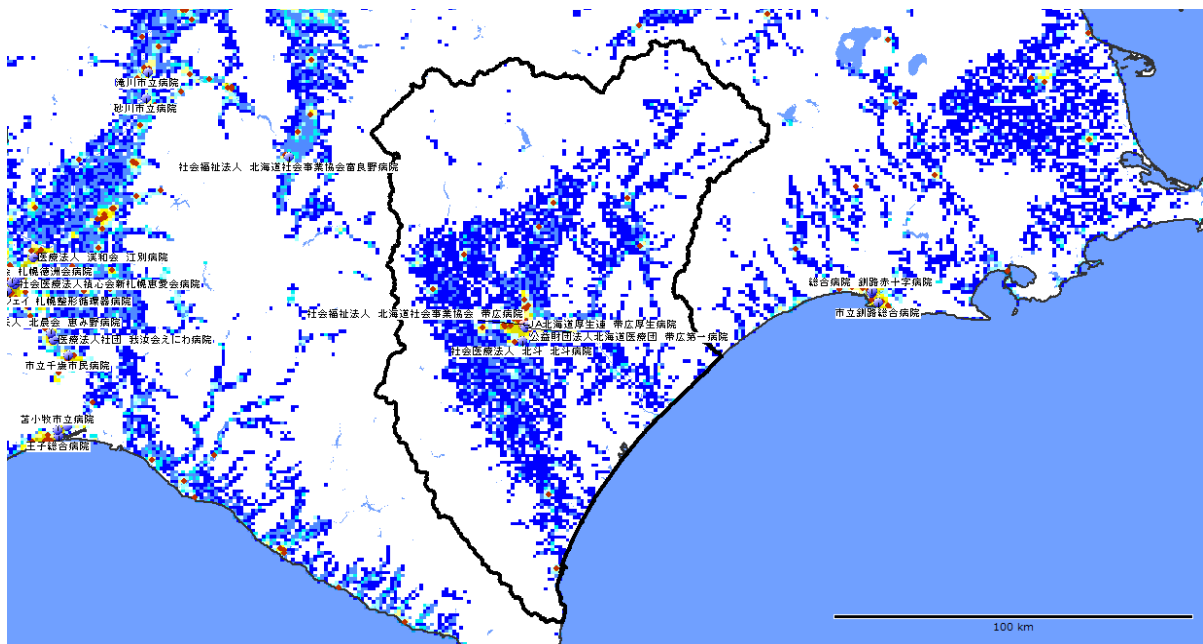 滝川市立病院
砂川市立病院
社会福祉法人 北海道社会事業協会富良野病院
医療法人 渓和会 江別病院
会 札幌徳洲会病院
社会医療法人禎心会新札幌恵愛会病院
ウェイ 札幌整形循環器病院
法人 北晨会 恵み野病院
医療法人社団 我汝会えにわ病院
市立千歳市民病院
苫小牧市立病院
王子総合病院
社会福祉法人 北海道社会事業協会 帯広病院
JA北海道厚生連 帯広厚生病院
公益財団法人北海道医療団 帯広第一病院
社会医療法人 北斗 北斗病院
総合病院 釧路赤十字病院
市立釧路総合病院
100 km